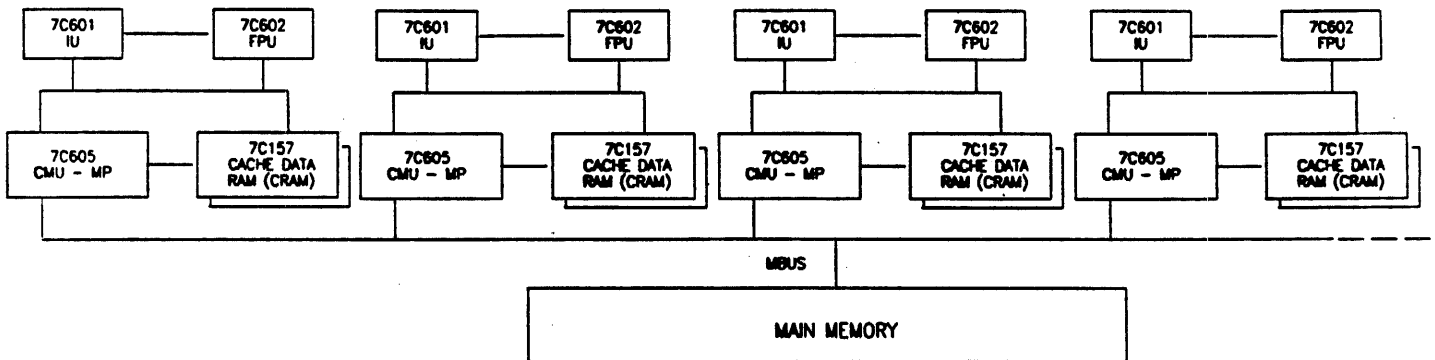 7C601
IU
7C602
FPU
7C601
IU
7C602
FPU
7C601
IU
7C602
FPU
7C601
IU
7C602
FPU
7C605
CMU - MP
7C157
CACHE DATA
RAM (CRAM)
7C605
CMU - MP
7C157
CACHE DATA
RAM (CRAM)
7C605
CMU - MP
7C157
CACHE DATA
RAM (CRAM)
7C605
CMU - MP
7C157
CACHE DATA
RAM (CRAM)
MBUS
MAIN MEMORY